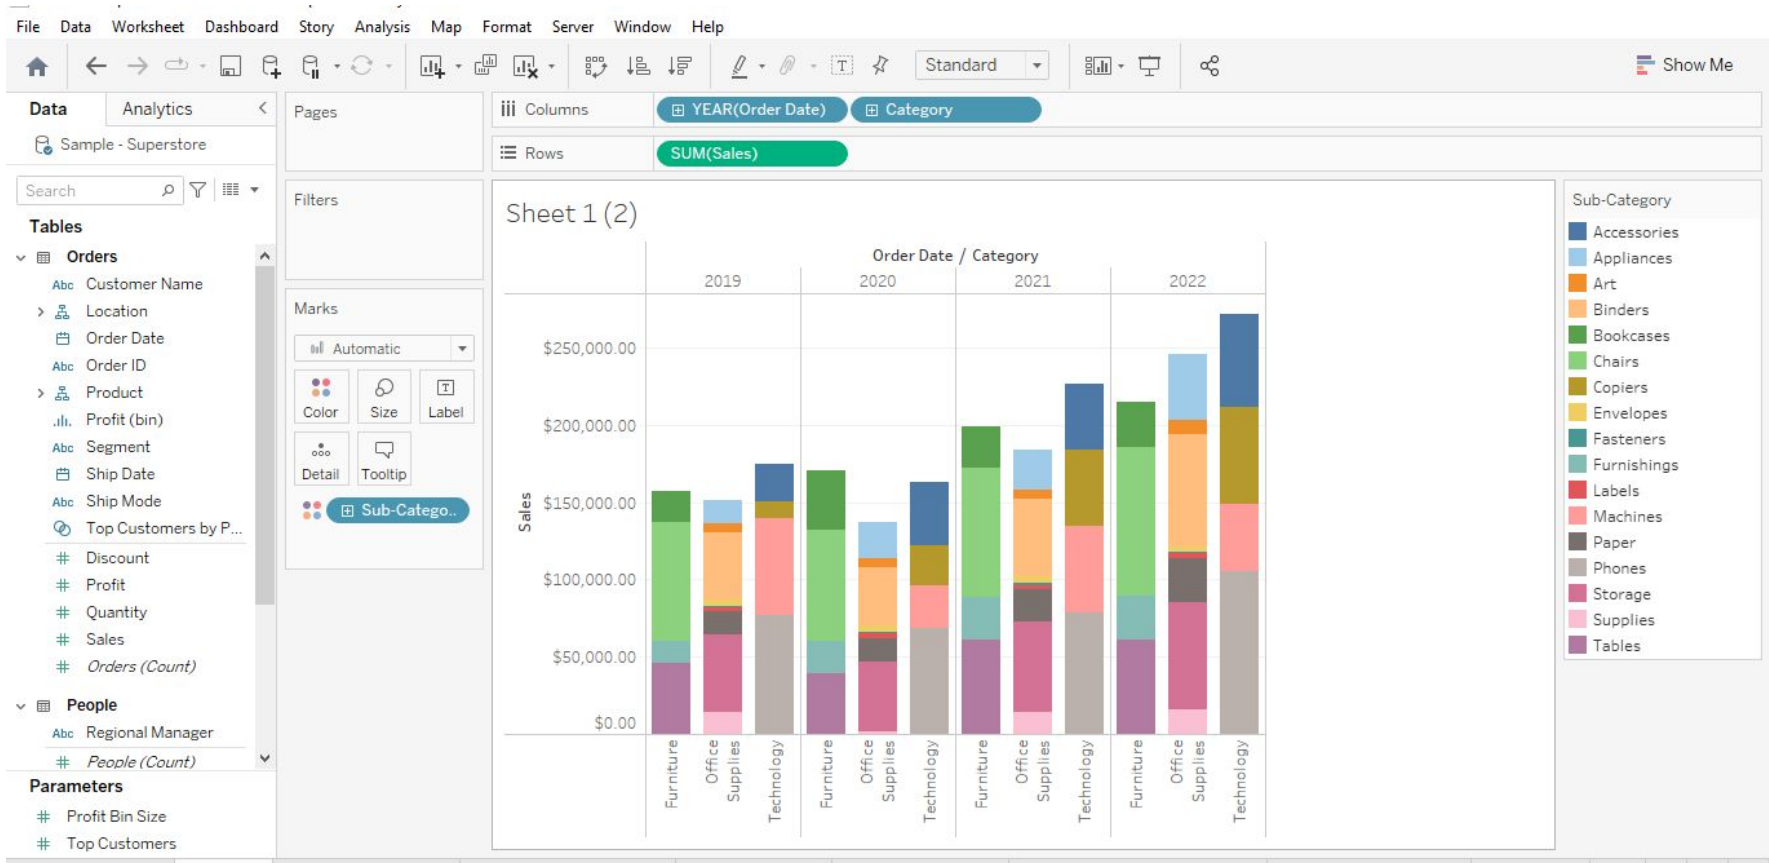 File Data Worksheet Dashboard Story Analysis Map Format Server Window Help
Standard
Show Me
Data Analytics
Sample - Superstore
Search
Tables
Orders
Abc Customer Name
Location
Order Date
Abc Order ID
Product
Profit (bin)
Abc Segment
Ship Date
Abc Ship Mode
Top Customers by P...
# Discount
# Profit
# Quantity
# Sales
# Orders (Count)
People
Abc Regional Manager
# People (Count)
Parameters
# Profit Bin Size
# Top Customers
Pages
Filters
Marks
Automatic
Color Size Label
Detail Tooltip
Sub-Catego..
Columns YEAR(Order Date) Category
Rows SUM(Sales)
Sheet 1 (2)
Order Date / Category
2019 2020 2021 2022
Sales
$250,000.00
$200,000.00
$150,000.00
$100,000.00
$50,000.00
$0.00
Furniture
Office
Supplies
Technology
Furniture
Office
Supplies
Technology
Furniture
Office
Supplies
Technology
Furniture
Office
Supplies
Technology
Sub-Category
Accessories
Appliances
Art
Binders
Bookcases
Chairs
Copiers
Envelopes
Fasteners
Furnishings
Labels
Machines
Paper
Phones
Storage
Supplies
Tables